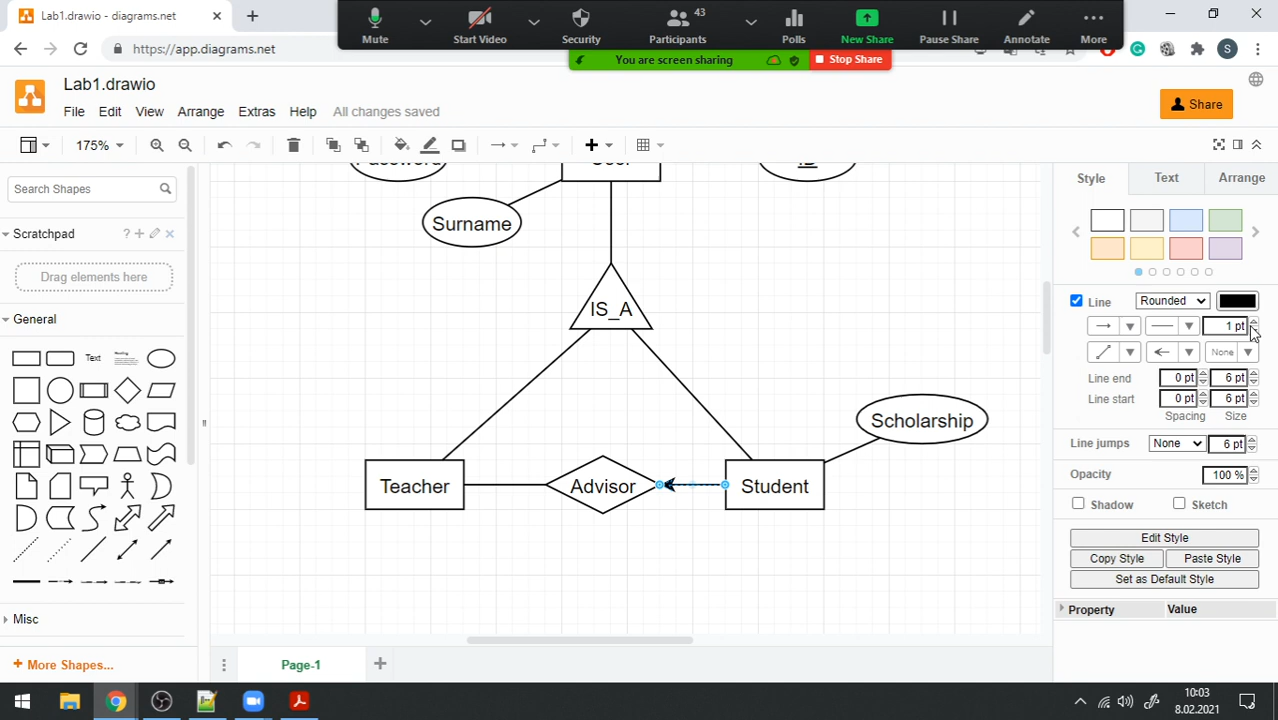 Lab1.drawio - diagrams.net
https://app.diagrams.net
Mute
Start Video
Security
43
Participants
Polls
New Share
Pause Share
Annotate
More
You are screen sharing
Stop Share
S
Lab1.drawio
File Edit View Arrange Extras Help All changes saved
Share
175%
Search Shapes
Scratchpad
?
Drag elements here
General
Text
Misc
+ More Shapes...
Password
User
ID
Surname
IS_A
Scholarship
Teacher
Advisor
Student
Page-1
Style Text Arrange
Line Rounded
1 pt
None
Line end 0 pt 6 pt
Line start 0 pt 6 pt
Spacing Size
Line jumps None 6 pt
Opacity 100 %
Shadow Sketch
Edit Style
Copy Style Paste Style
Set as Default Style
Property Value
10:03
8.02.2021